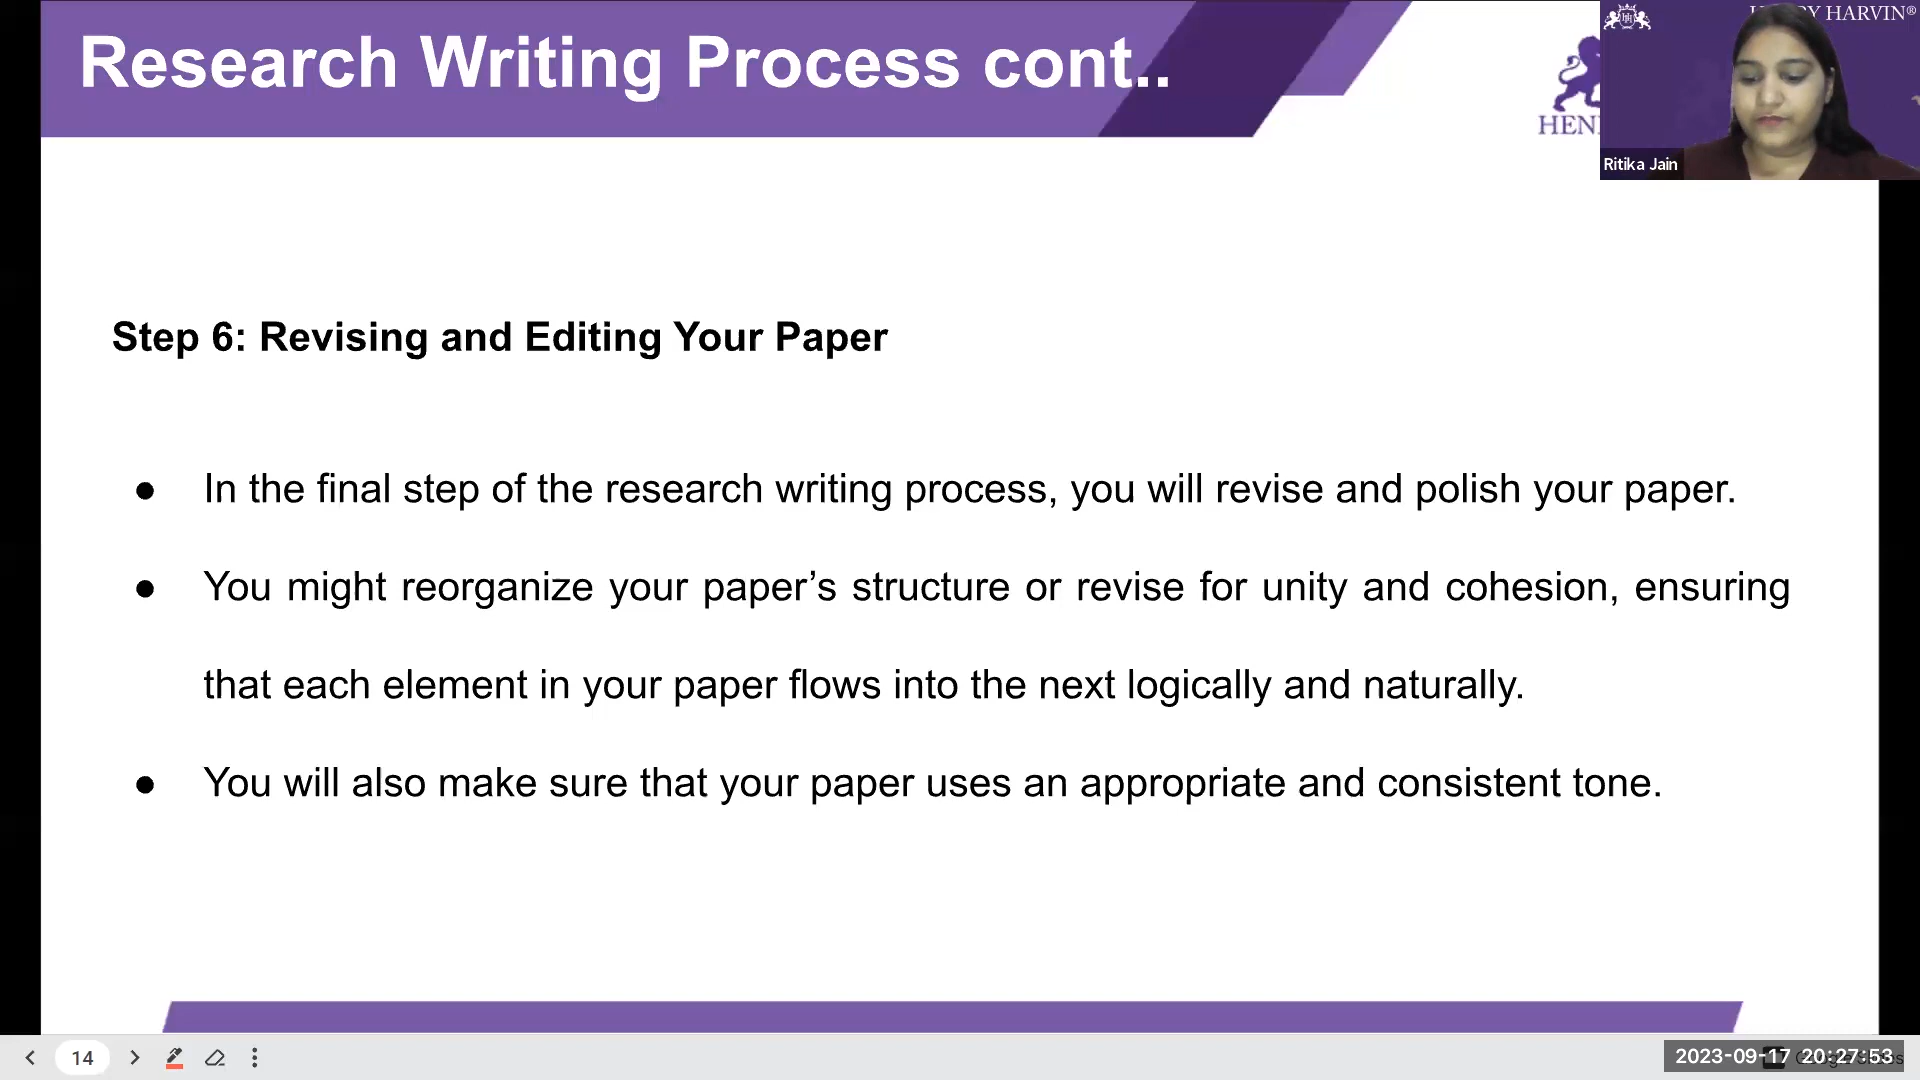 Research Writing Process cont..
HARVIN®
HEN
Ritika Jain
Step 6: Revising and Editing Your Paper
● In the final step of the research writing process, you will revise and polish your paper.
● You might reorganize your paper’s structure or revise for unity and cohesion, ensuring
that each element in your paper flows into the next logically and naturally.
● You will also make sure that your paper uses an appropriate and consistent tone.
14
2023-09-17 20:27:53